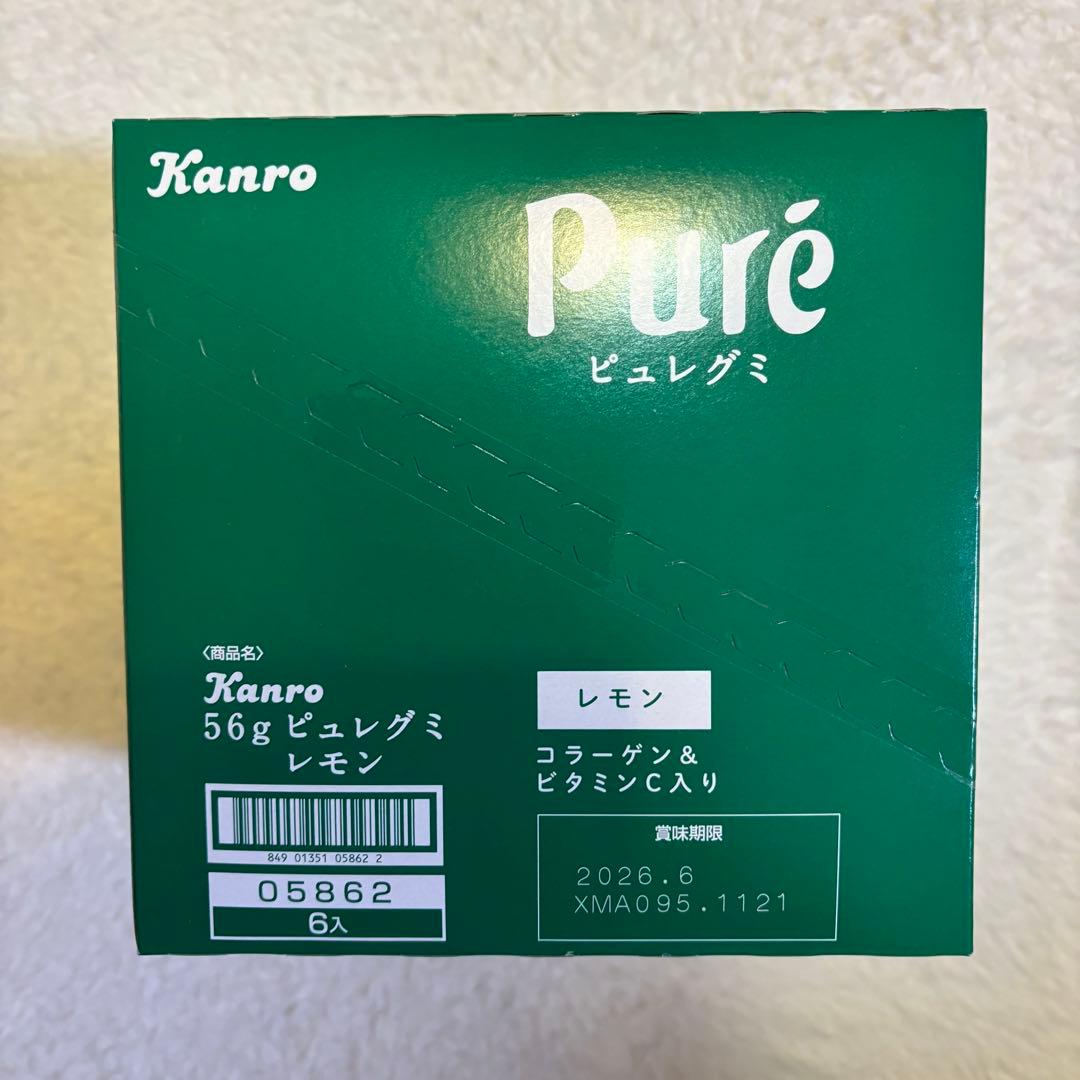 Kanro
Puré
ピュレグミ
〈商品名〉
Kanro
56g ピュレグミ
レモン
849 01351 05862 2
05862
6入
レモン
コラーゲン&
ビタミンC入り
賞味期限
2026.6
XMA095.1121